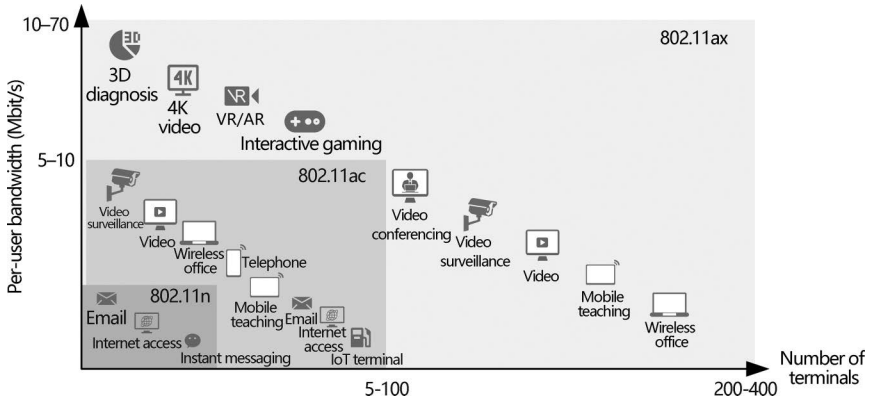 10–70
802.11ax
3D
3D
diagnosis
4K
4K
video
VR
VR/AR
Interactive gaming
Per-user bandwidth (Mbit/s)
5–10
802.11ac
Video
surveillance
Video
Wireless
office
Telephone
Mobile
teaching
Email
Internet
access
IoT terminal
Video
conferencing
Video
surveillance
Video
Mobile
teaching
Wireless
office
802.11n
Email
Internet access
Instant messaging
Number of
terminals
5-100
200-400